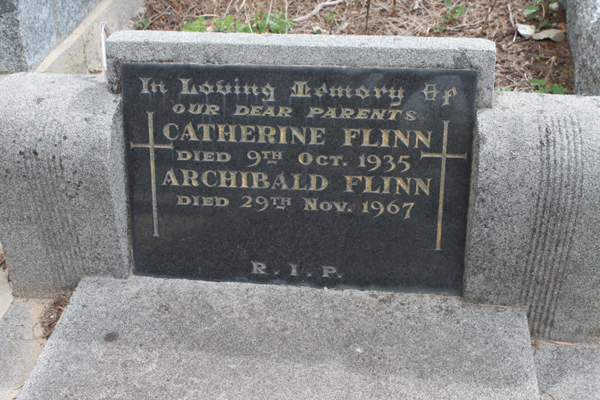 In Loving Memory Of
OUR DEAR PARENTS
CATHERINE FLINN
DIED 9TH OCT. 1935
ARCHIBALD FLINN
DIED 29TH NOV. 1967
R. I. P.